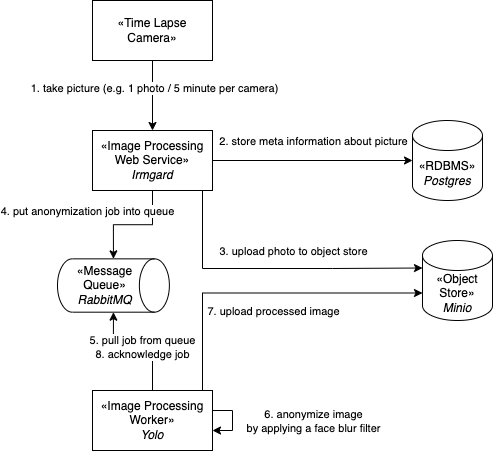 «Time Lapse
Camera»
1. take picture (e.g. 1 photo / 5 minute per camera)
«Image Processing
Web Service»
Irmgard
2. store meta information about picture
«RDBMS»
Postgres
4. put anonymization job into queue
3. upload photo to object store
«Message
Queue»
RabbitMQ
«Object
Store»
Minio
7. upload processed image
5. pull job from queue
8. acknowledge job
«Image Processing
Worker»
Yolo
6. anonymize image
by applying a face blur filter